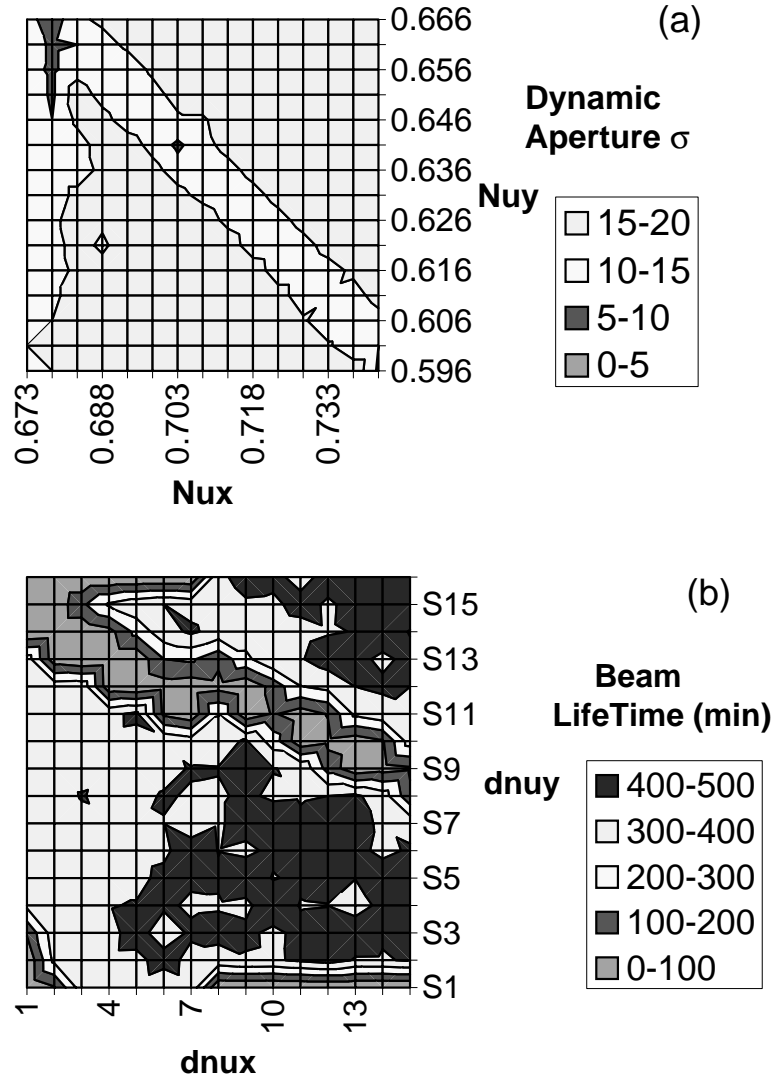 (a)
0.666
0.656
0.646
0.636
0.626
0.616
0.606
0.596
Nuy
0.673
0.688
0.703
0.718
0.733
Nux
Dynamic
Aperture σ
15-20
10-15
5-10
0-5
(b)
S15
S13
S11
S9
S7
S5
S3
S1
dnuy
1
4
7
10
13
dnux
Beam
LifeTime (min)
400-500
300-400
200-300
100-200
0-100